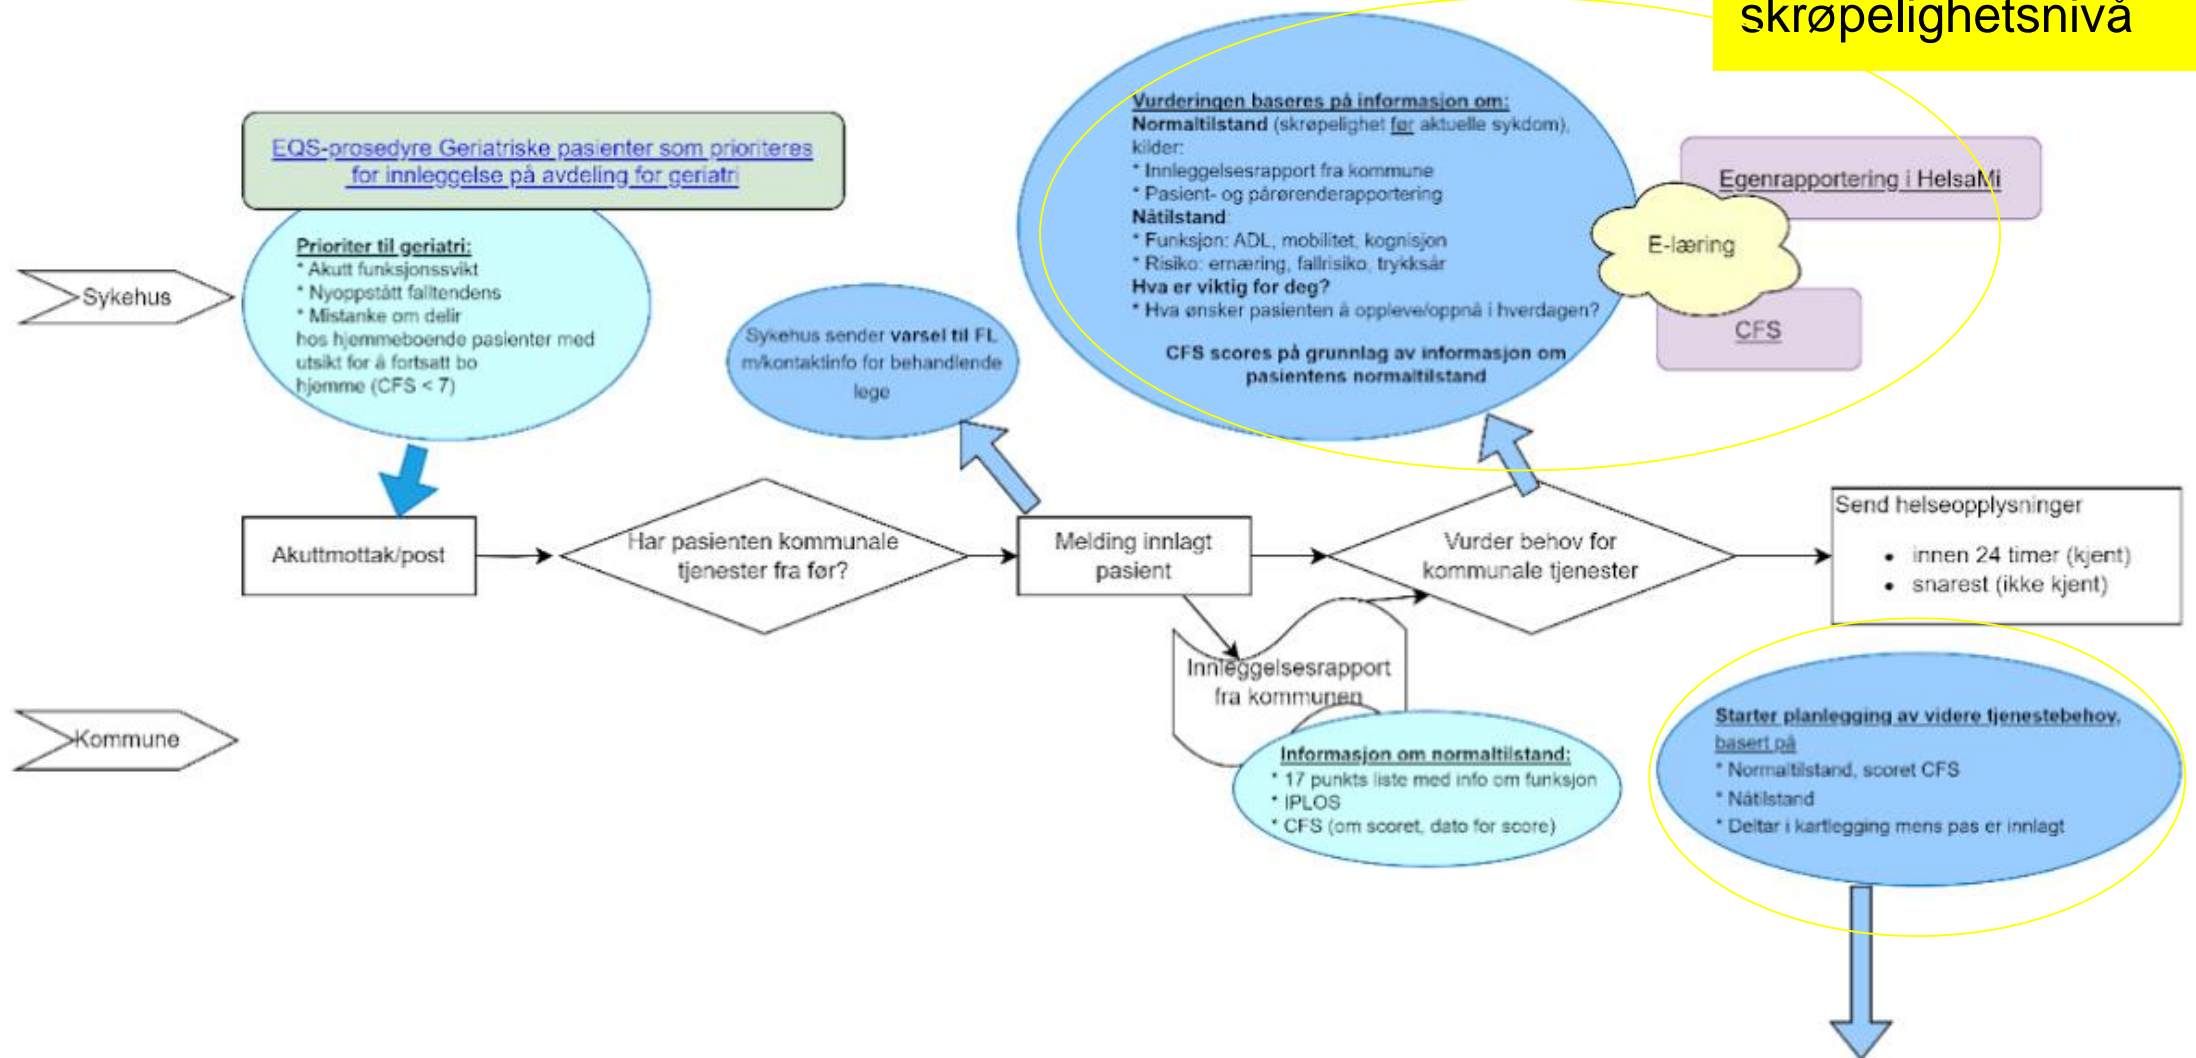 skrøpelighetsnivå
EQS-prosedyre Geriatriske pasienter som prioriteres
for innleggelse på avdeling for geriatri
Sykehus
Prioriter til geriatri:
* Akutt funksjonssvikt
* Nyoppstått falltendens
* Mistanke om delir
hos hjemmeboende pasienter med
utsikt for å fortsatt bo
hjemme (CFS < 7)
Sykehus sender varsel til FL
m/kontaktinfo for behandlende
lege
Vurderingen baseres på informasjon om:
Normaltilstand (skrøpelighet før aktuelle sykdom),
kilder:
* Innleggelsesrapport fra kommune
* Pasient- og pårørenderapportering
Nåtilstand:
* Funksjon: ADL, mobilitet, kognisjon
* Risiko: ernæring, fallrisiko, trykksår
Hva er viktig for deg?
* Hva ønsker pasienten å oppleve/oppnå i hverdagen?
CFS scores på grunnlag av informasjon om
pasientens normaltilstand
Egenrapportering i HelsaMi
E-læring
CFS
Akuttmottak/post
Har pasienten kommunale
tjenester fra før?
Melding innlagt
pasient
Vurder behov for
kommunale tjenester
Send helseopplysninger
• innen 24 timer (kjent)
• snarest (ikke kjent)
Innleggelsesrapport
fra kommunen
Kommune
Informasjon om normaltilstand:
* 17 punkts liste med info om funksjon
* IPLOS
* CFS (om scoret, dato for score)
Starter planlegging av videre tjenestebehov,
basert på
* Normaltilstand, scoret CFS
* Nåtilstand
* Deltar i kartlegging mens pas er innlagt